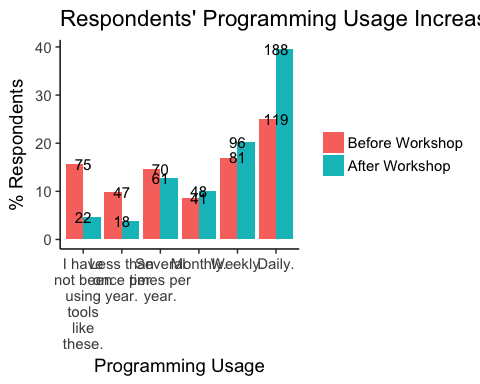 Respondents' Programming Usage Increas
% Respondents
40
30
20
10
0
75
22
47
18
70
61
48
41
96
81
188
119
Before Workshop
After Workshop
I have not been using tools like these.
Less than once per year.
Several times per year.
Monthly.
Weekly.
Daily.
Programming Usage